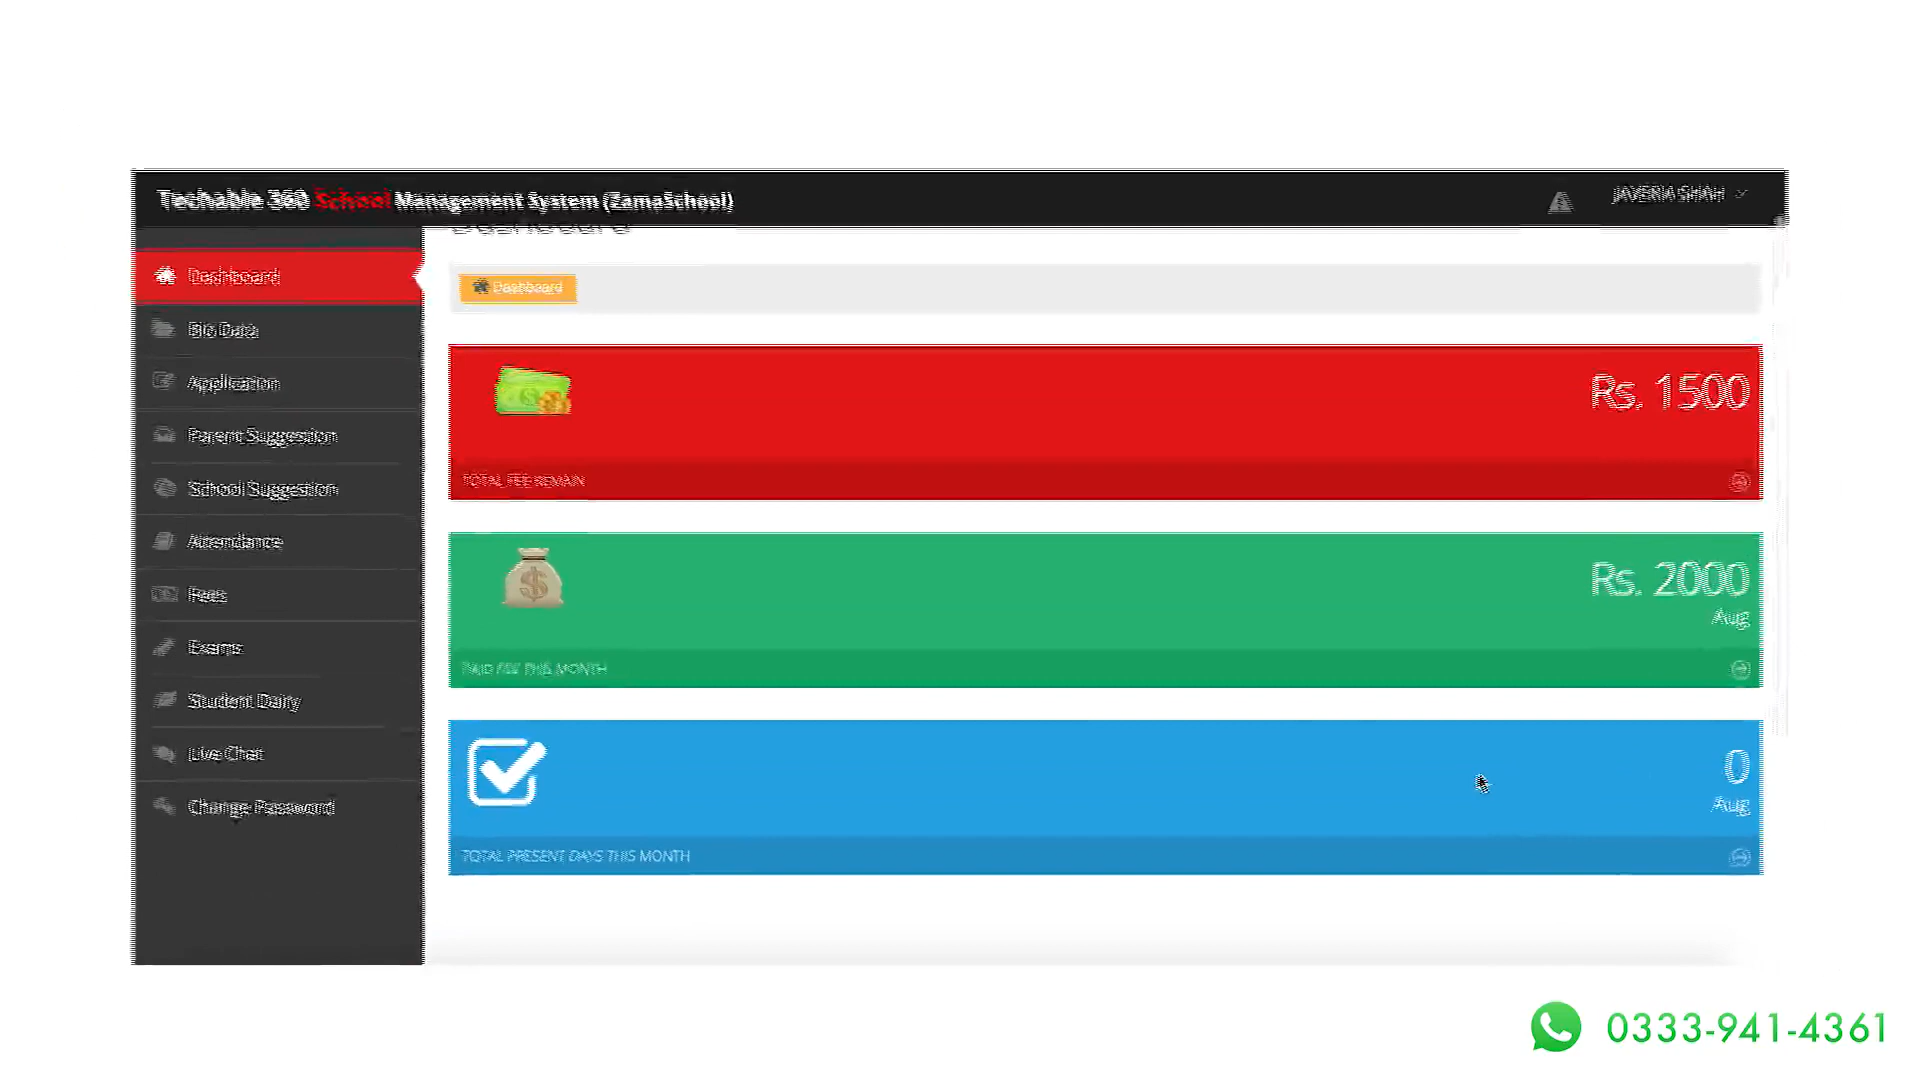 Techable 360 School Management System (ZamaSchool)
JAVERIA SHAH
Dashboard
Dashboard
Bio Data
Application
Parent Suggestion
School Suggestion
Attendance
Fees
Exams
Student Dairy
Live Chat
Change Password
Dashboard
Rs. 1500
TOTAL FEE REMAIN
Rs. 2000
Aug
PAID FEE THIS MONTH
0
Aug
TOTAL PRESENT DAYS THIS MONTH
0333-941-4361